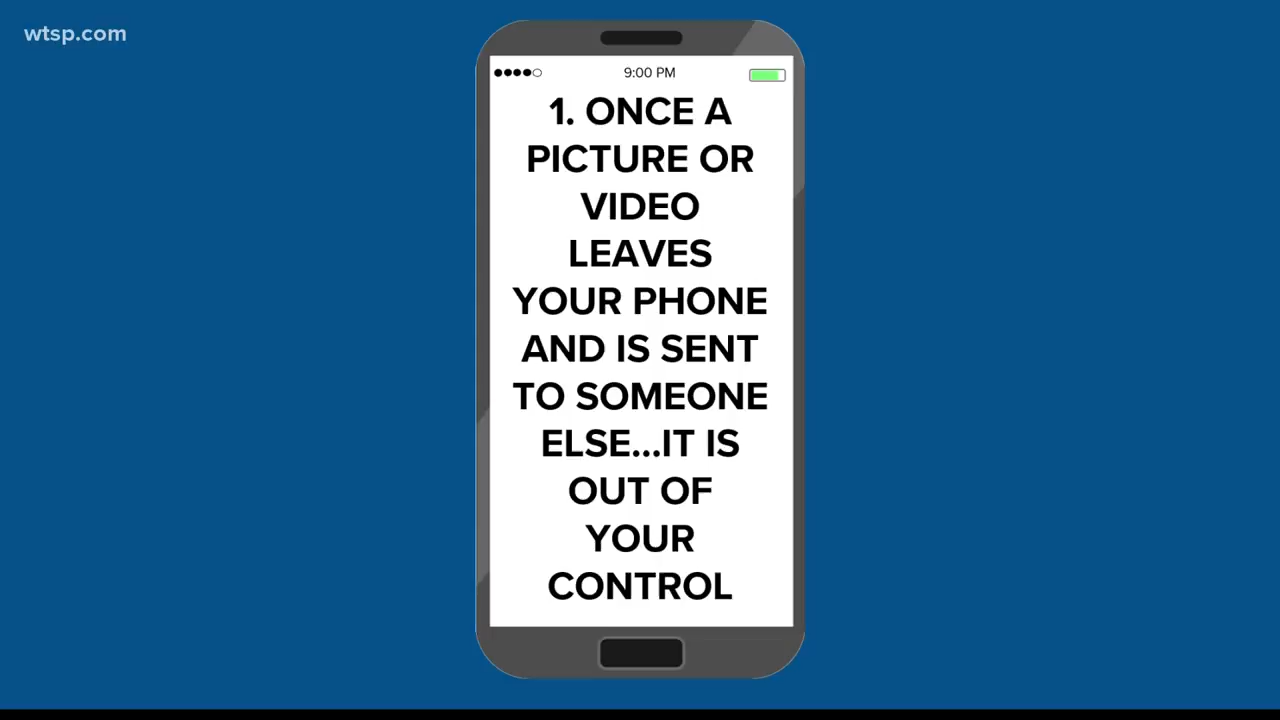 wtsp.com
9:00 PM
1. ONCE A
PICTURE OR
VIDEO
LEAVES
YOUR PHONE
AND IS SENT
TO SOMEONE
ELSE...IT IS
OUT OF
YOUR
CONTROL